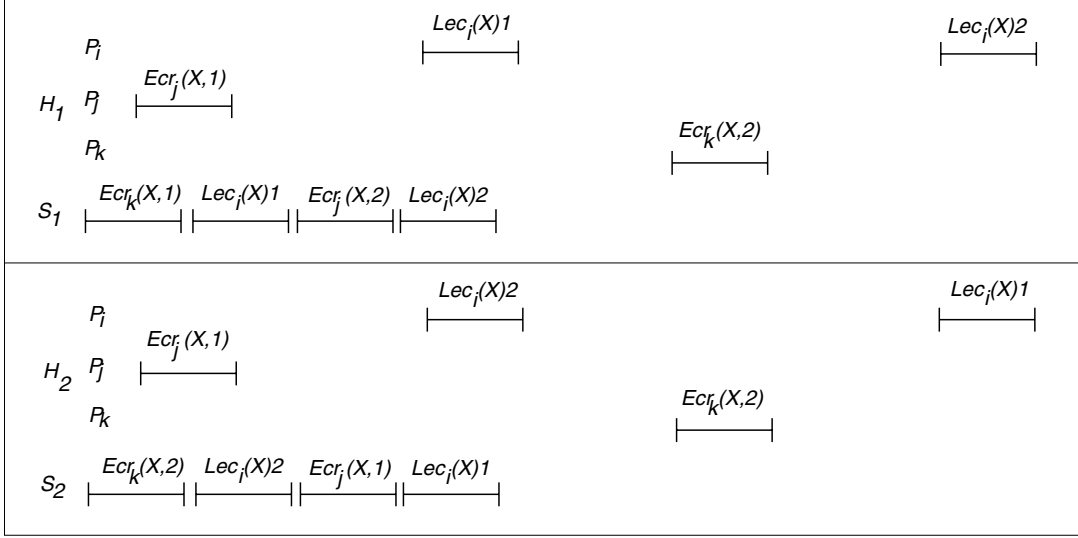 P_i Lec_i(X)1 Lec_i(X)2
H_1 P_j Ecr_j(X,1)
P_k Ecr_k(X,2)
S_1 Ecr_k(X,1) Lec_i(X)1 Ecr_j(X,2) Lec_i(X)2
P_i Lec_i(X)2 Lec_i(X)1
H_2 P_j Ecr_j(X,1)
P_k Ecr_k(X,2)
S_2 Ecr_k(X,2) Lec_i(X)2 Ecr_j(X,1) Lec_i(X)1